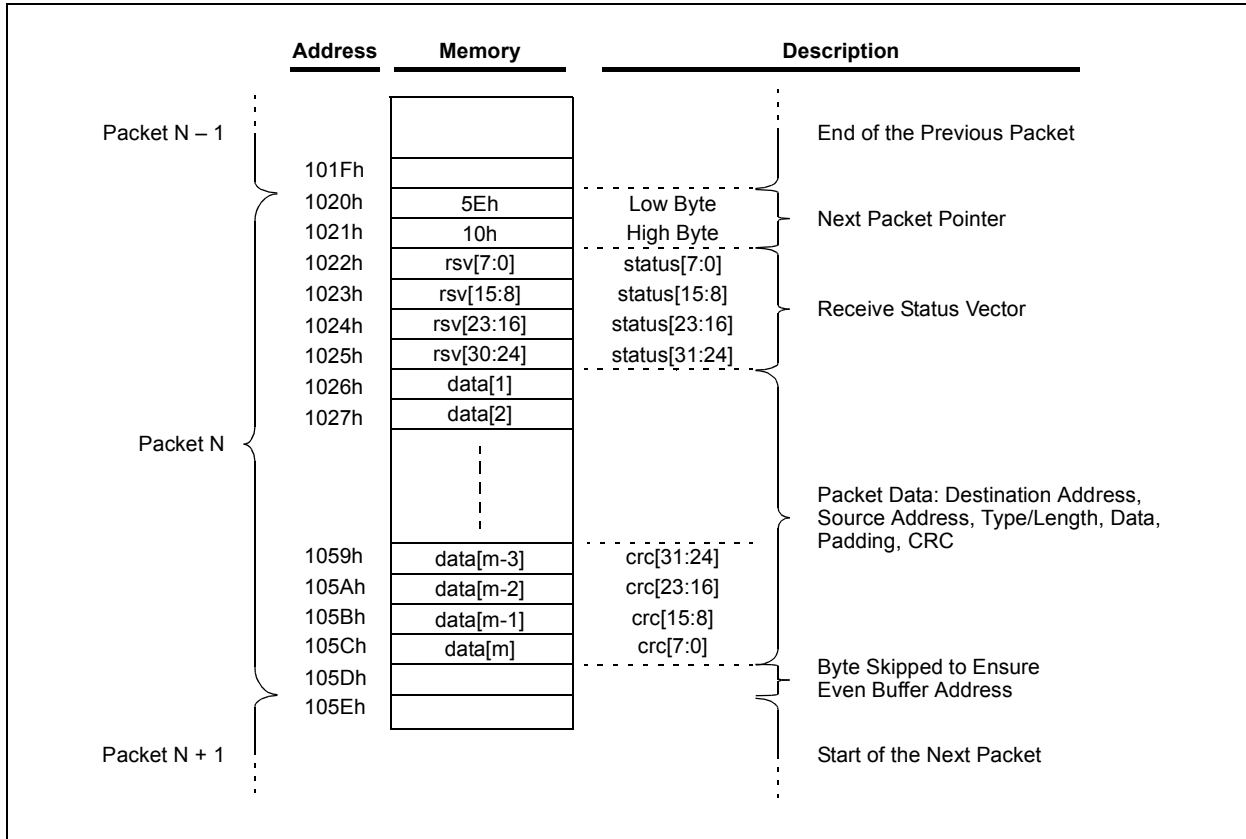 Address Memory Description
Packet N – 1 End of the Previous Packet
101Fh
1020h 5Eh Low Byte
1021h 10h High Byte
Next Packet Pointer
1022h rsv[7:0] status[7:0]
1023h rsv[15:8] status[15:8]
1024h rsv[23:16] status[23:16]
1025h rsv[30:24] status[31:24]
Receive Status Vector
1026h data[1]
1027h data[2]
Packet N
Packet Data: Destination Address,
Source Address, Type/Length, Data,
Padding, CRC
1059h data[m-3] crc[31:24]
105Ah data[m-2] crc[23:16]
105Bh data[m-1] crc[15:8]
105Ch data[m] crc[7:0]
105Dh
Byte Skipped to Ensure
Even Buffer Address
105Eh
Packet N + 1 Start of the Next Packet